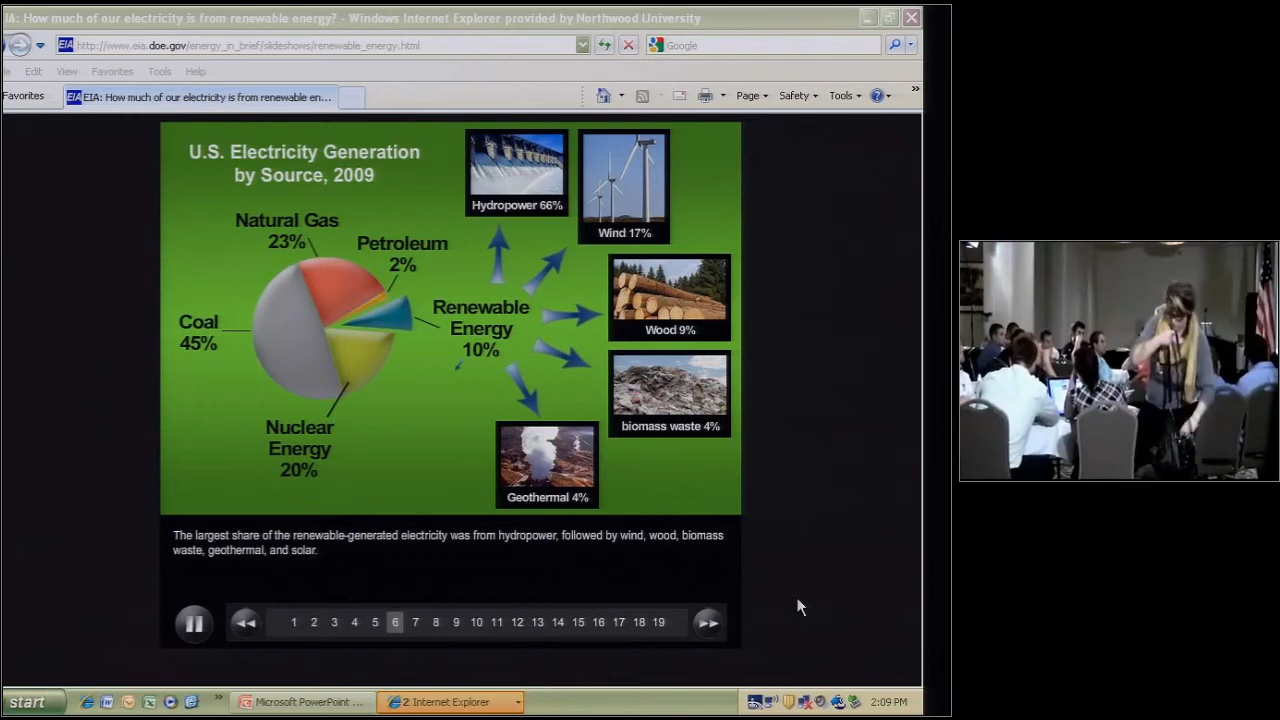 IA: How much of our electricity is from renewable energy? - Windows Internet Explorer provided by Northwood University
EIA http://www.eia.doe.gov/energy_in_brief/slideshows/renewable_energy.html
Google
Edit View Favorites Tools Help
Favorites
EIA EIA: How much of our electricity is from renewable en...
Page Safety Tools
U.S. Electricity Generation
by Source, 2009
Natural Gas
23%
Petroleum
2%
Coal
45%
Renewable
Energy
10%
Nuclear
Energy
20%
Hydropower 66%
Wind 17%
Wood 9%
biomass waste 4%
Geothermal 4%
The largest share of the renewable-generated electricity was from hydropower, followed by wind, wood, biomass
waste, geothermal, and solar.
1 2 3 4 5 6 7 8 9 10 11 12 13 14 15 16 17 18 19
start
Microsoft PowerPoint ...
2 Internet Explorer
2:09 PM